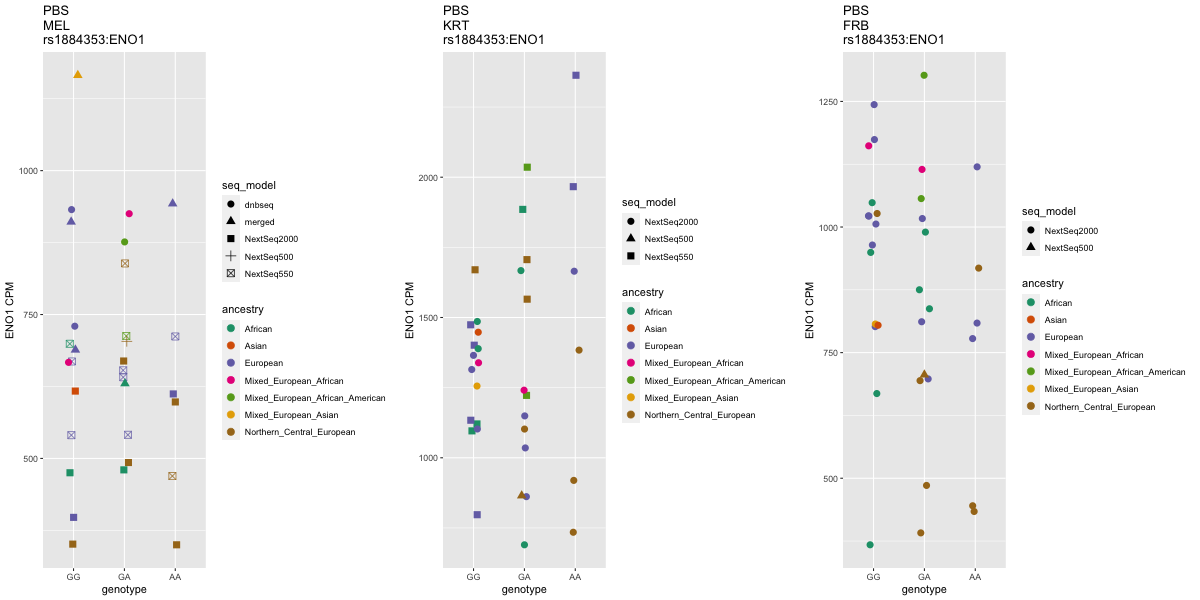 PBS
MEL
rs1884353:ENO1
ENO1 CPM
1000
750
500
GG
GA
AA
genotype
seq_model
dnbseq
merged
NextSeq2000
NextSeq500
NextSeq550
ancestry
African
Asian
European
Mixed_European_African
Mixed_European_African_American
Mixed_European_Asian
Northern_Central_European
PBS
KRT
rs1884353:ENO1
ENO1 CPM
2000
1500
1000
GG
GA
AA
genotype
seq_model
NextSeq2000
NextSeq500
NextSeq550
ancestry
African
Asian
European
Mixed_European_African
Mixed_European_African_American
Mixed_European_Asian
Northern_Central_European
PBS
FRB
rs1884353:ENO1
ENO1 CPM
1250
1000
750
500
GG
GA
AA
genotype
seq_model
NextSeq2000
NextSeq500
ancestry
African
Asian
European
Mixed_European_African
Mixed_European_African_American
Mixed_European_Asian
Northern_Central_European